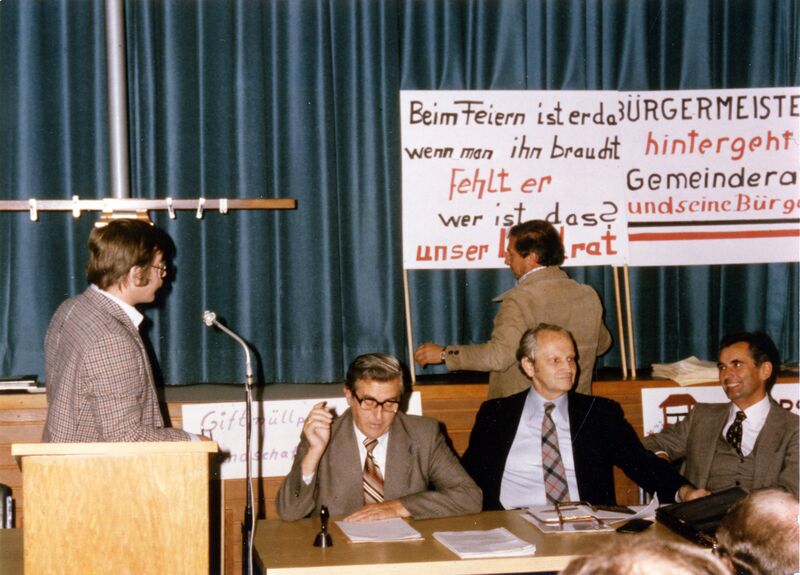 Beim Feiern ist er da
wenn man ihn braucht
fehlt er
wer ist das?
unser
BÜRGERMEISTE
hintergeht
Gemeindera
und seine Bürge
Giftmüll